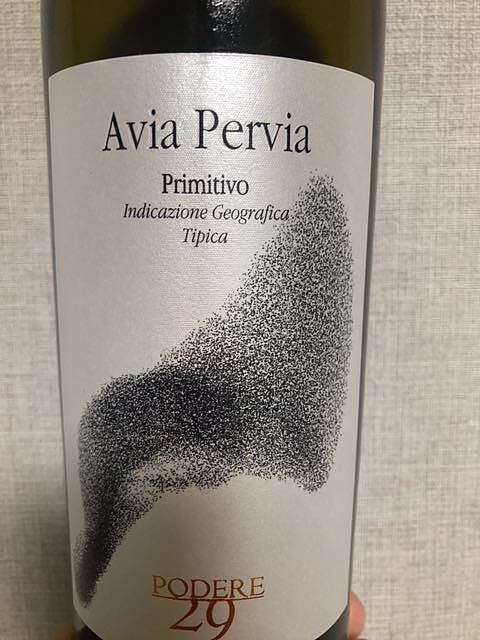 Avia Pervia
Primitivo
Indicazione Geografica
Tipica
PODERE
29